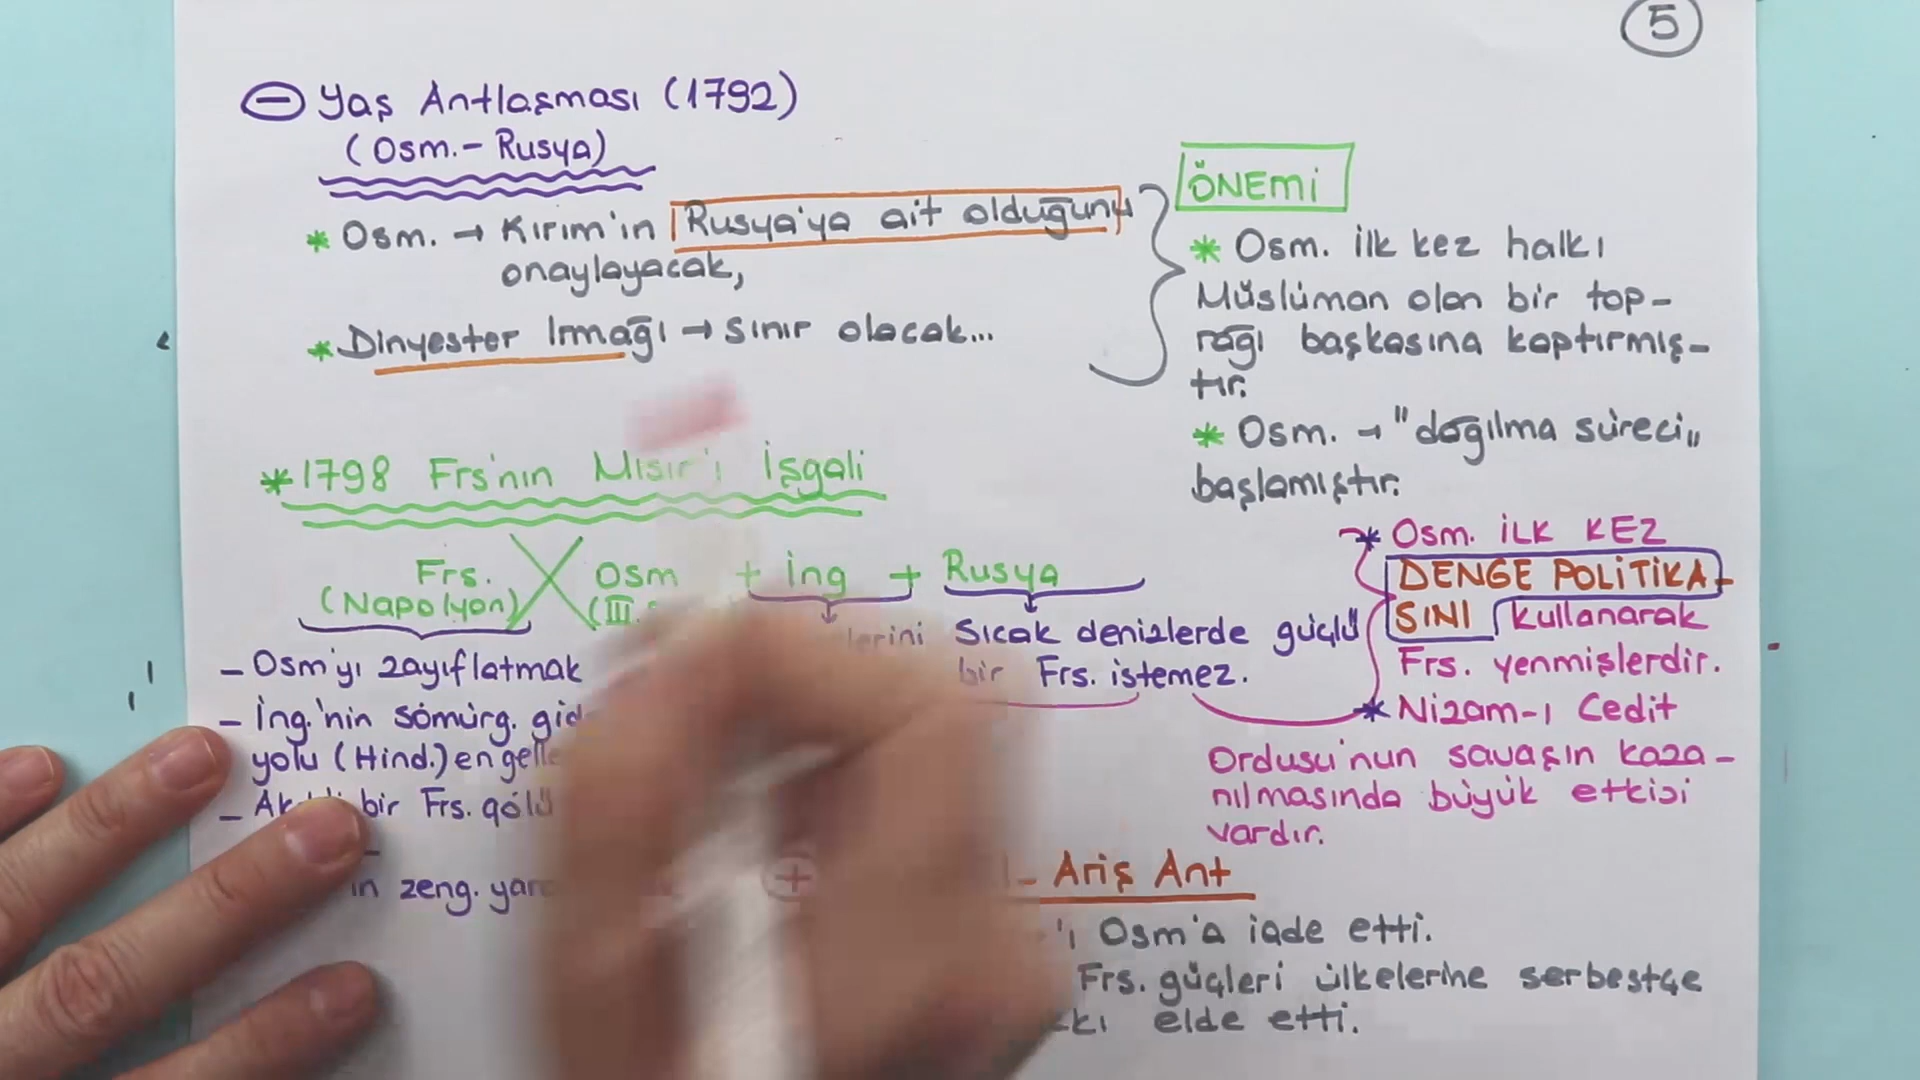 5
Yaş Antlaşması (1792)
(Osm.- Rusya)
* Osm. → Kırım'ın Rusya'ya ait olduğunu
onaylayacak,
* Dinyester Irmağı → sınır olacak...
ÖNEMİ
* Osm. ilk kez halkı
Müslüman olan bir top-
rağı başkasına kaptırmış-
tır.
* Osm. → "dağılma süreci"
başlamıştır.
* 1798 Frs'nın Mısır'ı İşgali
Frs. X Osm + İng + Rusya
(Napolyon) (III.
- Osm'yı zayıflatmak
- İng.'nin sömürg.
yolu (Hind.)
- bir Frs. gölü
zeng.
Sıcak denizlerde güçlü
bir Frs. istemez.
* Osm. İLK KEZ
DENGE POLİTİKA-
SINI kullanarak
Frs. yenmişlerdir.
* Nizam-ı Cedit
Ordusu'nun savaşın kaza-
nılmasında büyük etkisi
vardır.
+
Ariş Ant
'ı Osm'a iade etti.
Frs. güçleri ülkelerine serbestçe
elde etti.